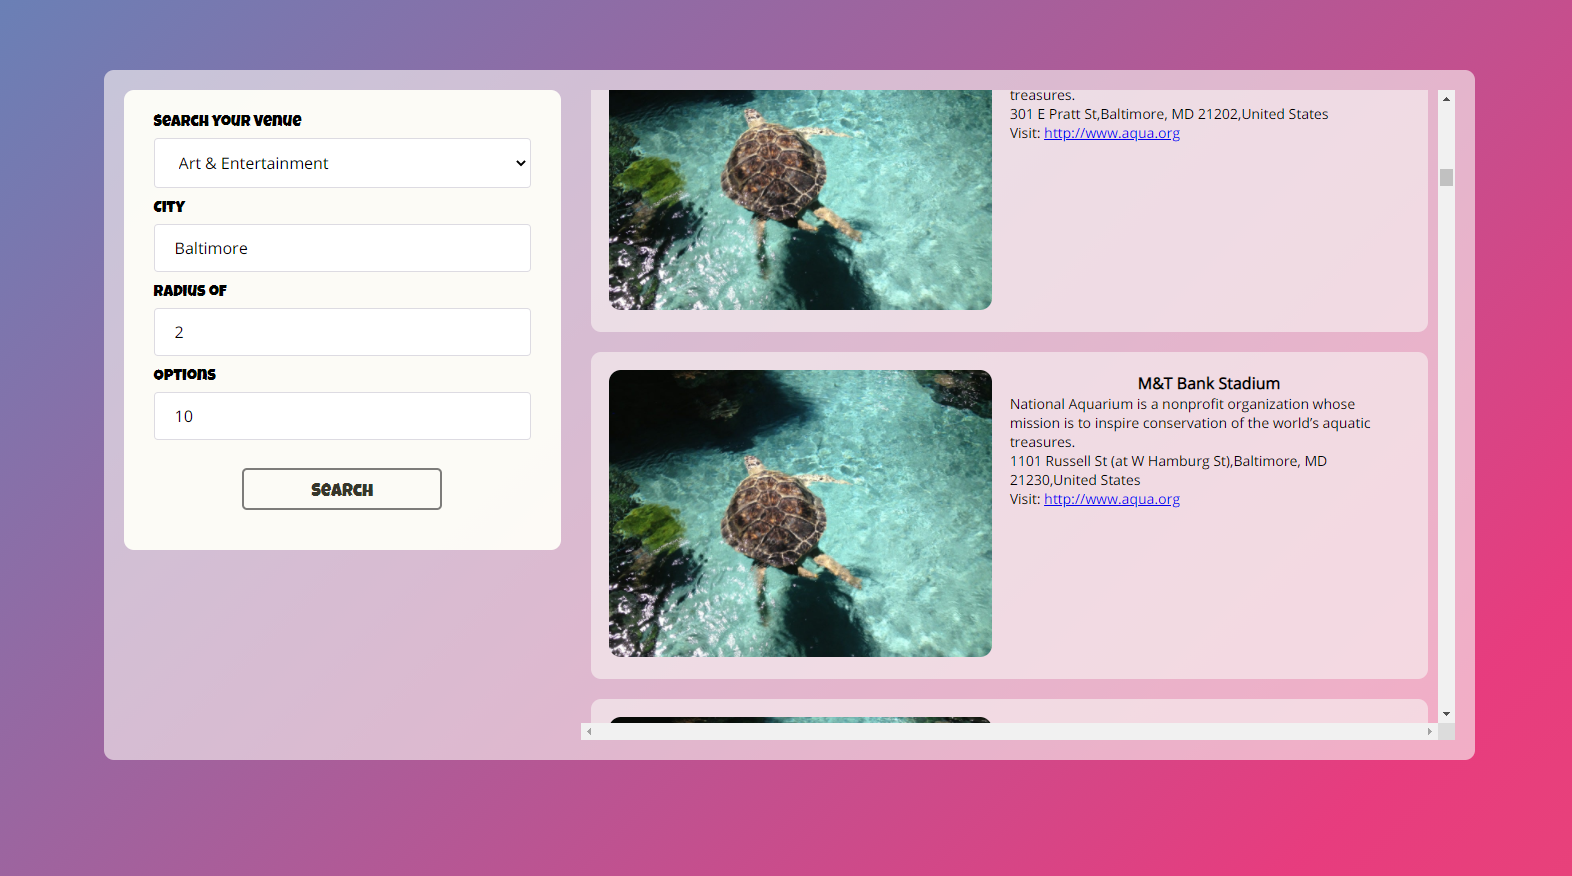 Search Your Venue
Art & Entertainment
City
Baltimore
Radius of
2
Options
10
Search
treasures.
301 E Pratt St,Baltimore, MD 21202,United States
Visit: http://www.aqua.org
M&T Bank Stadium
National Aquarium is a nonprofit organization whose
mission is to inspire conservation of the world’s aquatic
treasures.
1101 Russell St (at W Hamburg St),Baltimore, MD
21230,United States
Visit: http://www.aqua.org